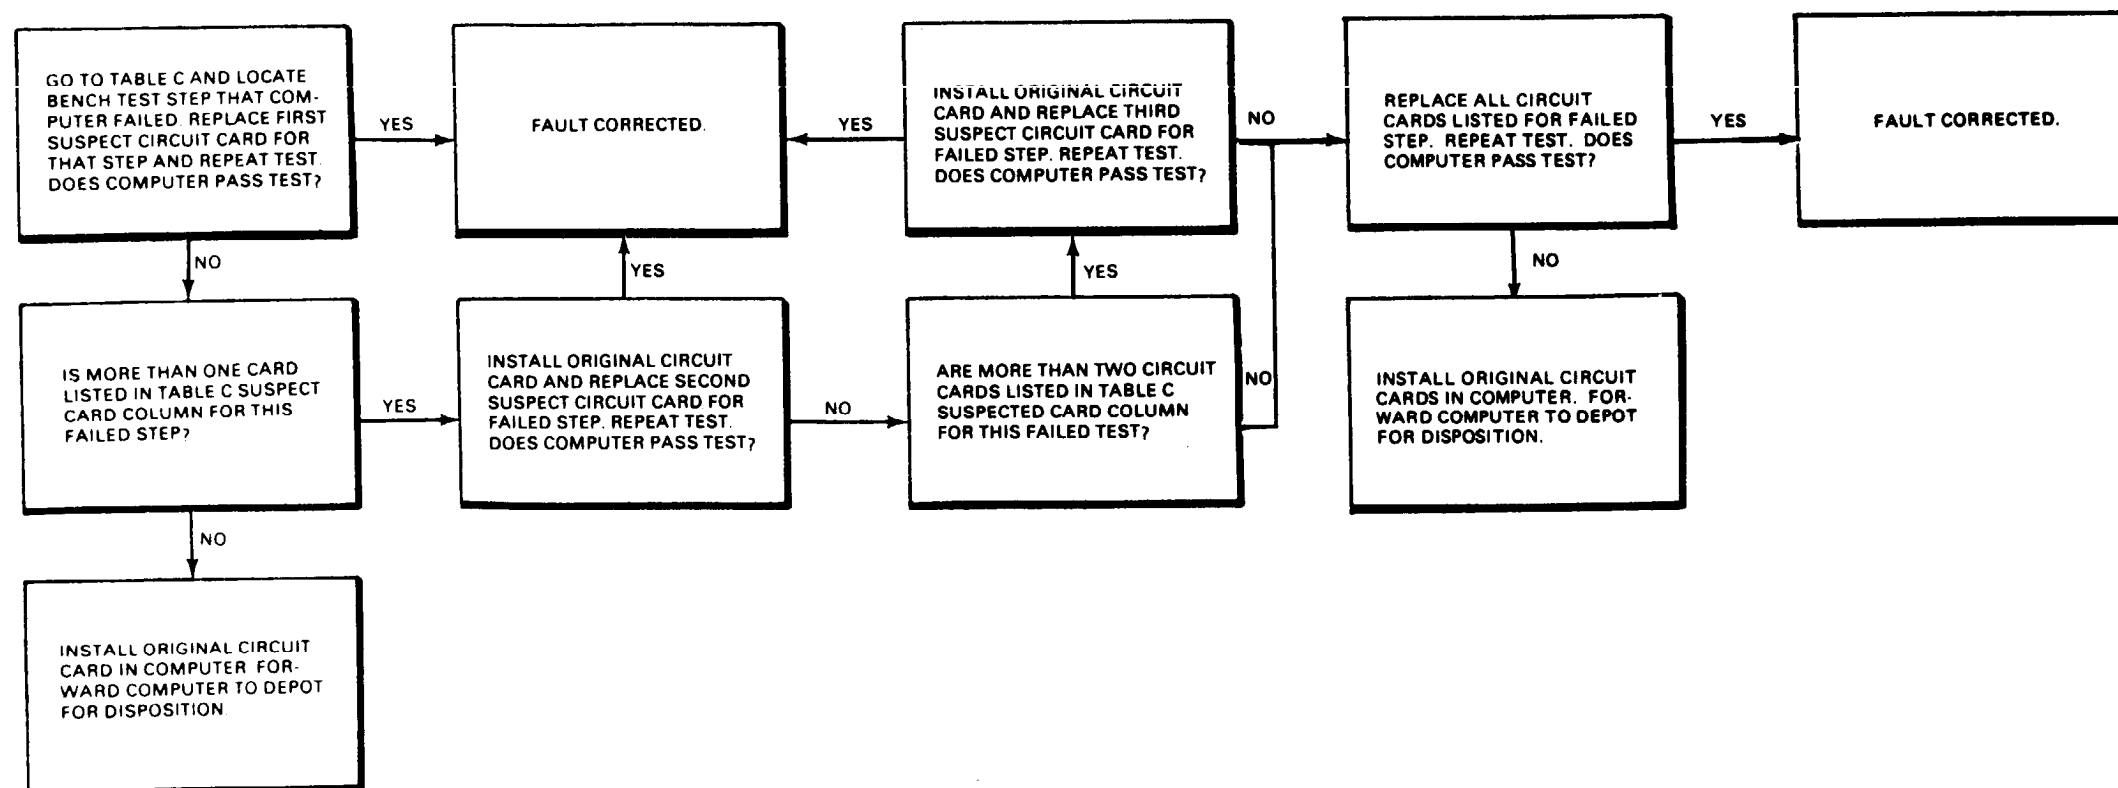 GO TO TABLE C AND LOCATE
BENCH TEST STEP THAT COM-
PUTER FAILED. REPLACE FIRST
SUSPECT CIRCUIT CARD FOR
THAT STEP AND REPEAT TEST.
DOES COMPUTER PASS TEST?
YES
FAULT CORRECTED.
YES
INSTALL ORIGINAL CIRCUIT
CARD AND REPLACE THIRD
SUSPECT CIRCUIT CARD FOR
FAILED STEP. REPEAT TEST.
DOES COMPUTER PASS TEST?
NO
REPLACE ALL CIRCUIT
CARDS LISTED FOR FAILED
STEP. REPEAT TEST. DOES
COMPUTER PASS TEST?
YES
FAULT CORRECTED.
NO
YES
YES
NO
IS MORE THAN ONE CARD
LISTED IN TABLE C SUSPECT
CARD COLUMN FOR THIS
FAILED STEP?
YES
INSTALL ORIGINAL CIRCUIT
CARD AND REPLACE SECOND
SUSPECT CIRCUIT CARD FOR
FAILED STEP. REPEAT TEST.
DOES COMPUTER PASS TEST?
NO
ARE MORE THAN TWO CIRCUIT
CARDS LISTED IN TABLE C
SUSPECTED CARD COLUMN
FOR THIS FAILED TEST?
NO
INSTALL ORIGINAL CIRCUIT
CARDS IN COMPUTER. FOR-
WARD COMPUTER TO DEPOT
FOR DISPOSITION.
NO
INSTALL ORIGINAL CIRCUIT
CARD IN COMPUTER FOR-
WARD COMPUTER TO DEPOT
FOR DISPOSITION